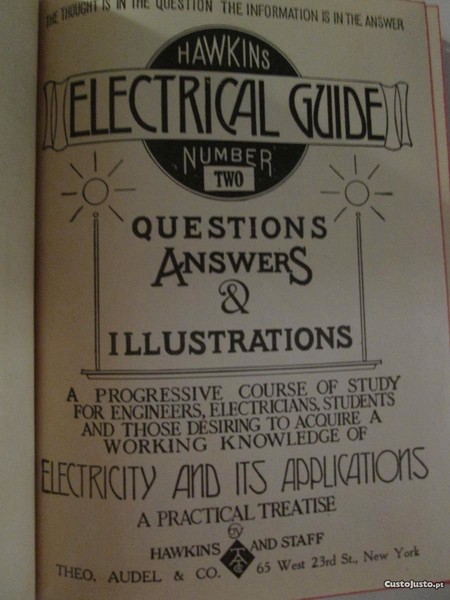 THE THOUGHT IS IN THE QUESTION THE INFORMATION IS IN THE ANSWER
HAWKINS
ELECTRICAL GUIDE
NUMBER
TWO
QUESTIONS
ANSWERS
&
ILLUSTRATIONS
A PROGRESSIVE COURSE OF STUDY
FOR ENGINEERS, ELECTRICIANS, STUDENTS
AND THOSE DESIRING TO ACQUIRE A
WORKING KNOWLEDGE OF
ELECTRICITY AND ITS APPLICATIONS
A PRACTICAL TREATISE
BY
HAWKINS AND STAFF
THEO. AUDEL & CO. 65 West 23rd St., New York
CustoJusto.pt